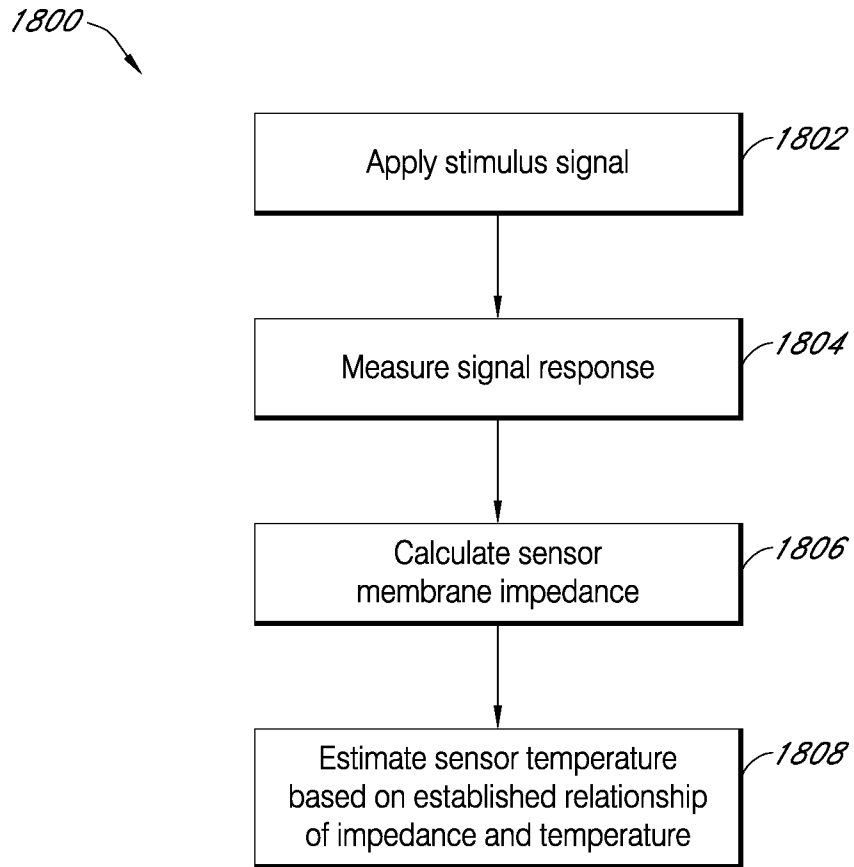 1800
Apply stimulus signal
1802
Measure signal response
1804
Calculate sensor
membrane impedance
1806
Estimate sensor temperature
based on established relationship
of impedance and temperature
1808